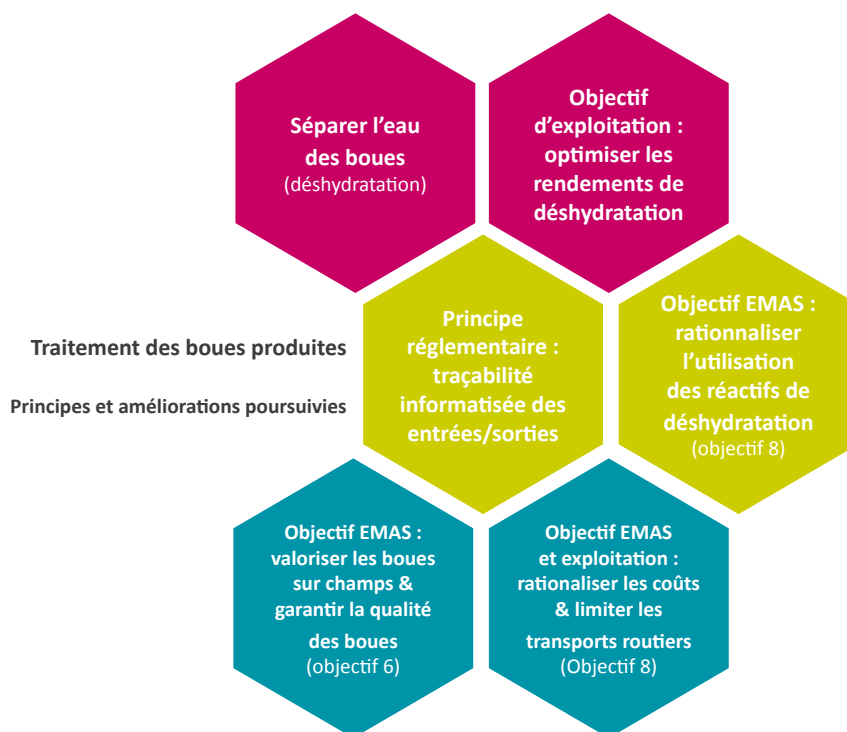 Séparer l’eau
des boues
(déshydratation)
Objectif
d’exploitation :
optimiser les
rendements de
déshydratation
Traitement des boues produites
Principes et améliorations poursuivies
Principe
réglementaire :
traçabilité
informatisée des
entrées/sorties
Objectif EMAS :
rationnaliser
l’utilisation
des réactifs de
déshydratation
(objectif 8)
Objectif EMAS :
valoriser les boues
sur champs &
garantir la qualité
des boues
(objectif 6)
Objectif EMAS
et exploitation :
rationaliser les coûts
& limiter les
transports routiers
(Objectif 8)